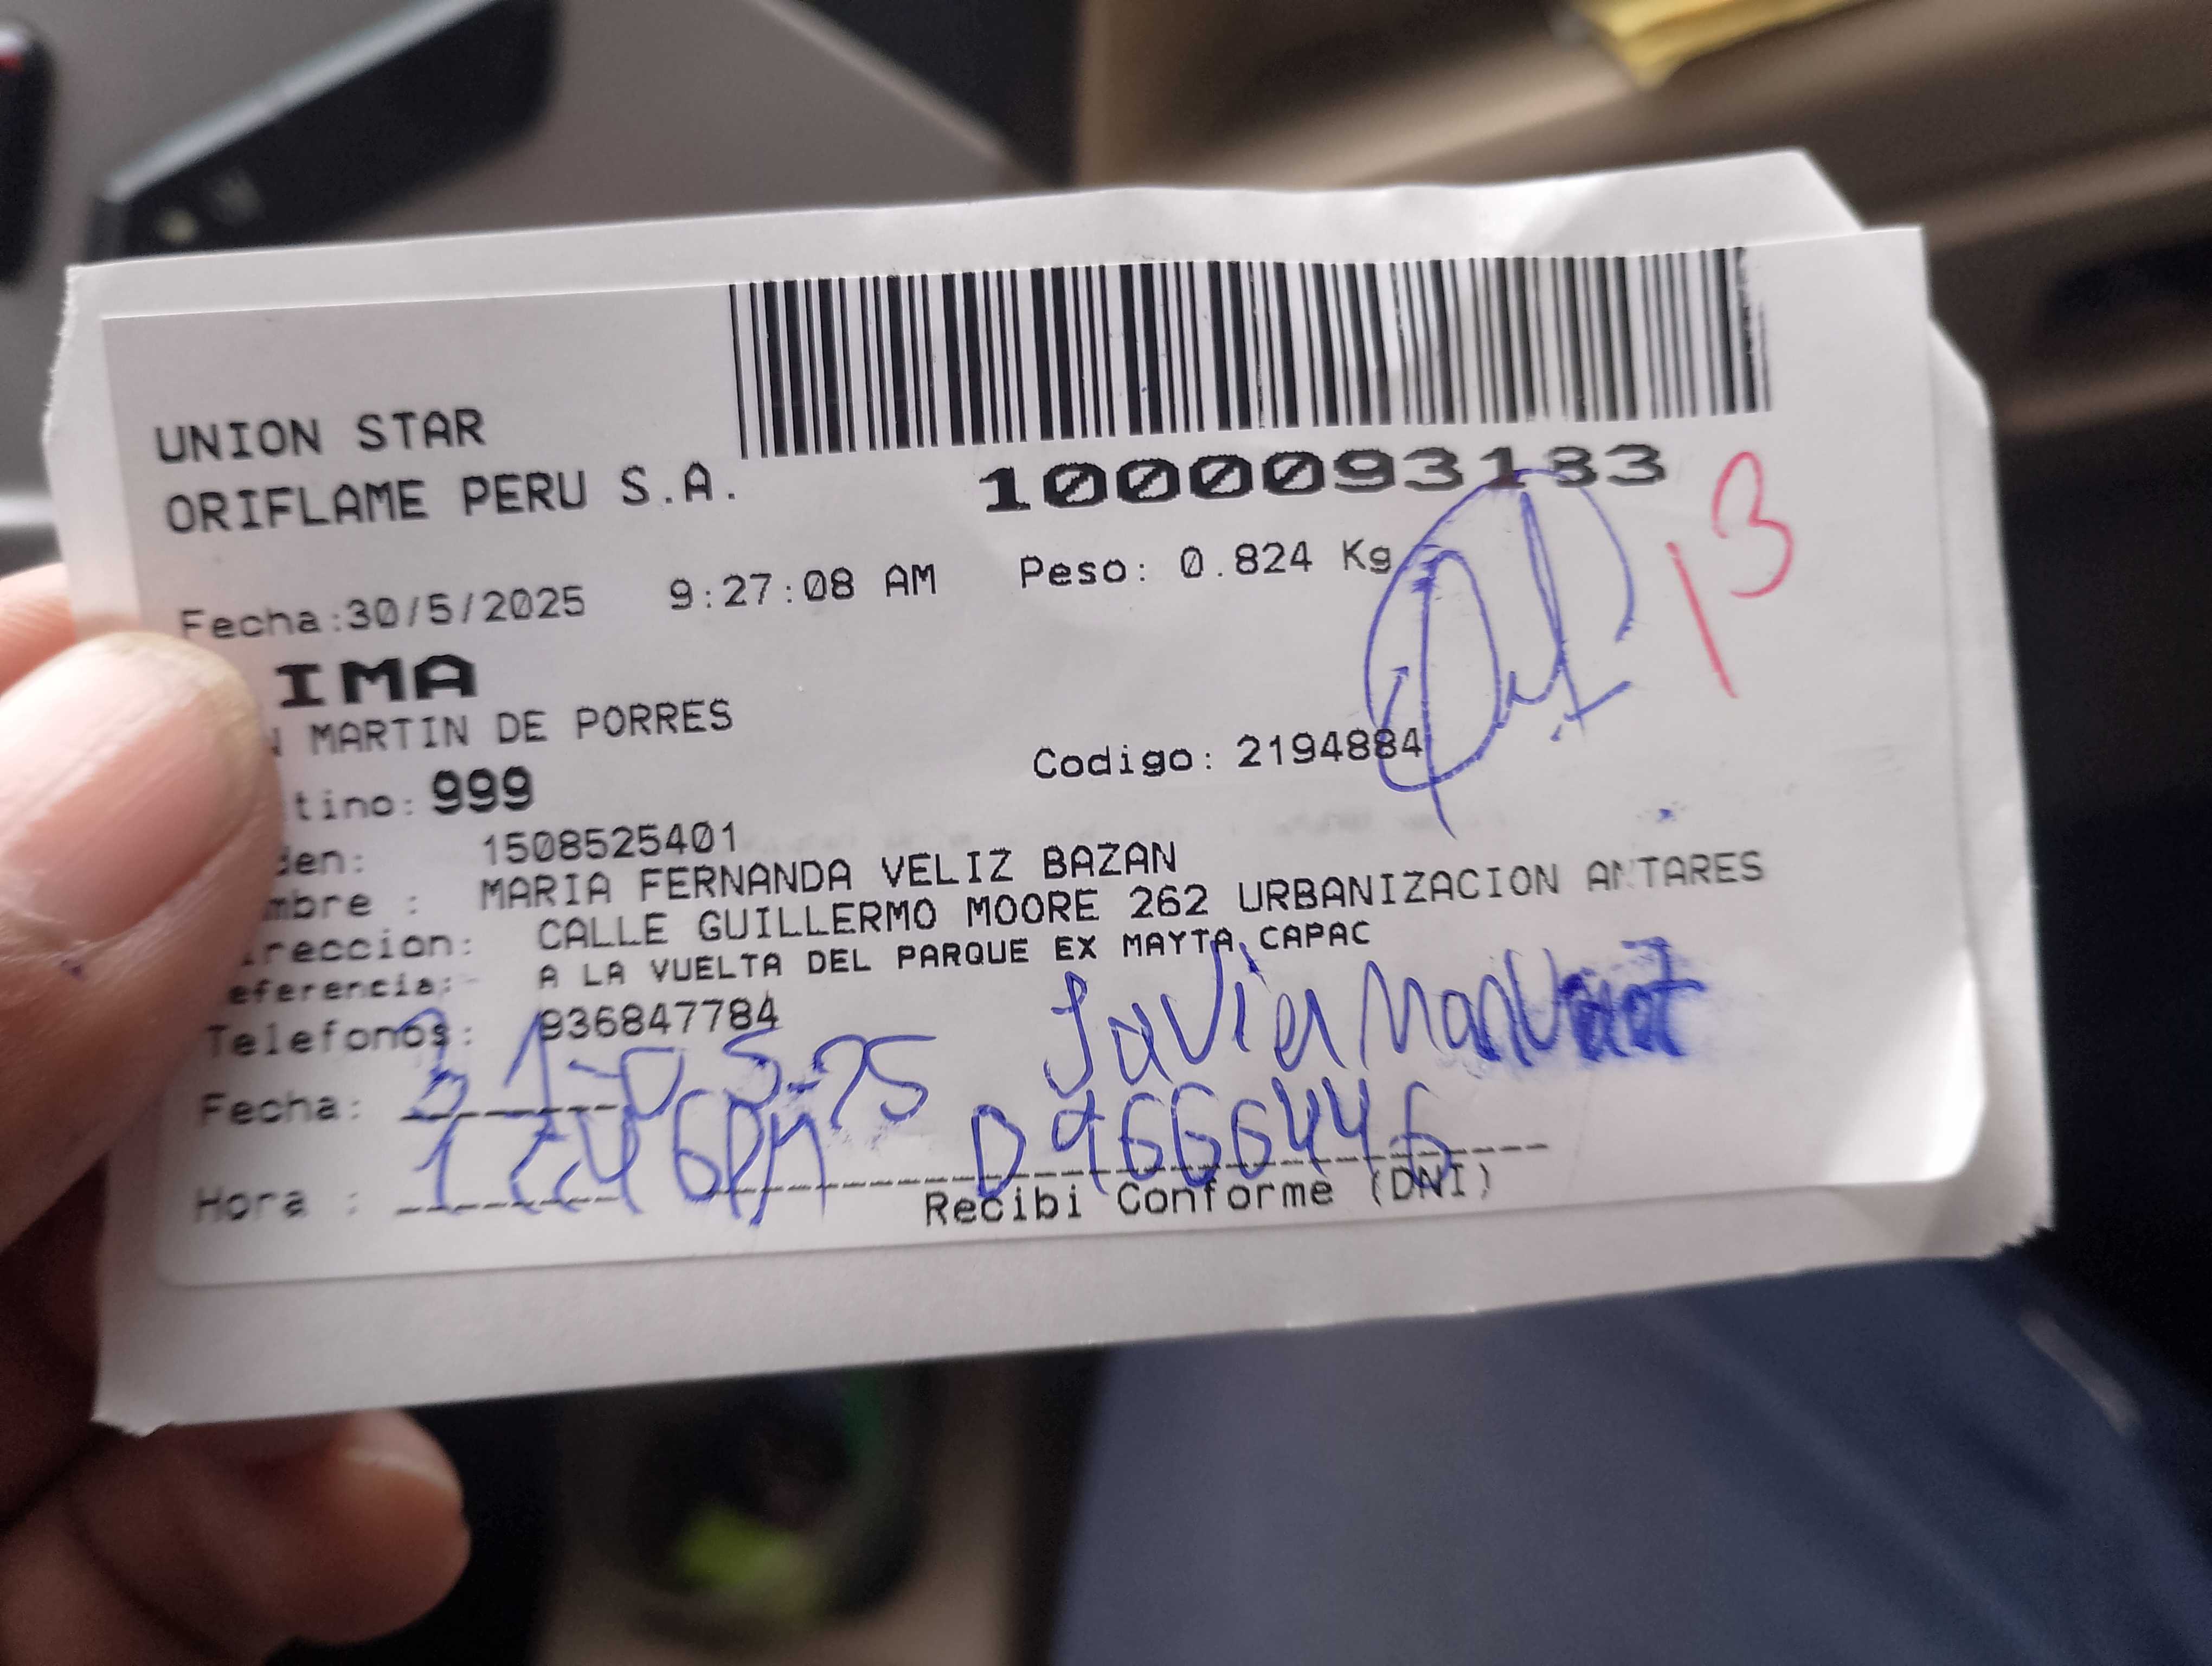 UNION STAR
ORIFLAME PERU S.A.
1000093183
13
Fecha:30/5/2025 9:27:08 AM Peso: 0.824 Kg
IMA
MARTIN DE PORRES
Codigo: 2194884
tino: 999
den: 1508525401
mbre : MARIA FERNANDA VELIZ BAZAN
reccion: CALLE GUILLERMO MOORE 262 URBANIZACION ANTARES
eferencia: A LA VUELTA DEL PARQUE EX MAYTA CAPAC
Telefonos: 936847784
Javier
Fecha: 31-05-25
Hora : 12:46PM 09666446
Recibi Conforme (DNI)